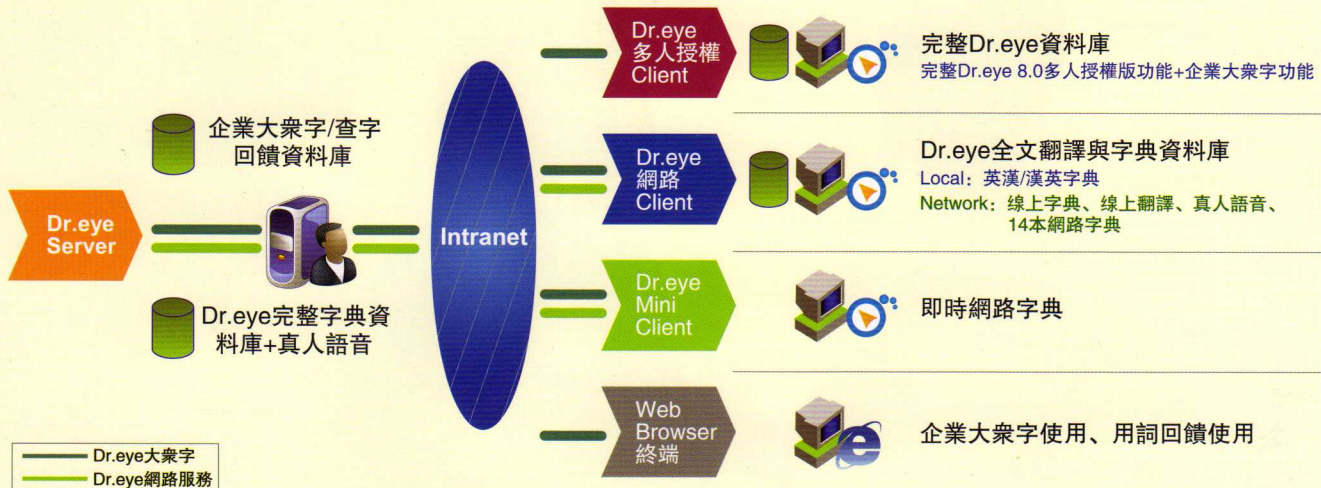 Dr.eye
Server
企業大衆字/查字
回饋資料庫
Dr.eye完整字典資
料庫+真人語音
Intranet
Dr.eye
多人授權
Client
完整Dr.eye資料庫
完整Dr.eye 8.0多人授權版功能+企業大衆字功能
Dr.eye
網路
Client
Dr.eye全文翻譯與字典資料庫
Local：英漢/漢英字典
Network：线上字典、线上翻譯、真人語音、
14本網路字典
Dr.eye
Mini
Client
即時網路字典
Web
Browser
終端
企業大衆字使用、用詞回饋使用
Dr.eye大衆字
Dr.eye網路服務